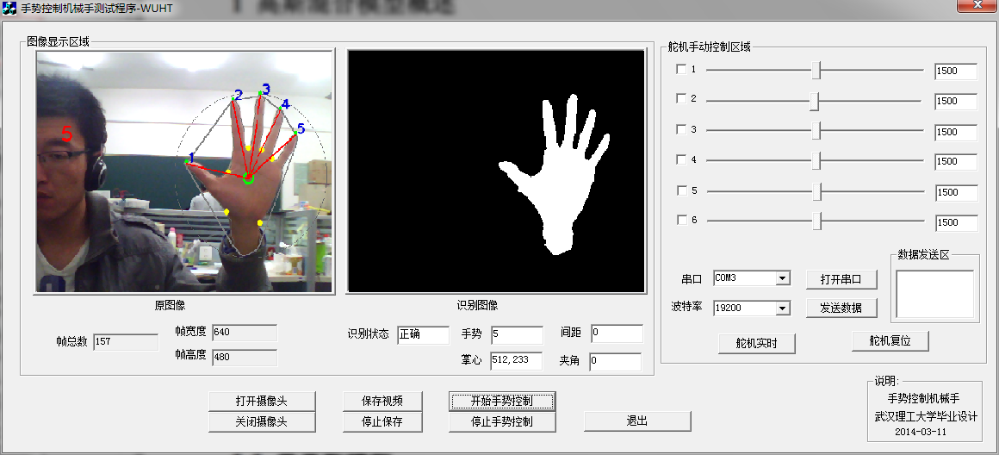 手势控制机械手测试程序-WUHT
图像显示区域
5
1
2
3
4
5
原图像
识别图像
帧总数 157
帧宽度 640
帧高度 480
识别状态 正确
手势 5
间距 0
掌心 512,233
夹角 0
打开摄像头
保存视频
开始手势控制
关闭摄像头
停止保存
停止手势控制
退出
舵机手动控制区域
1 1500
2 1500
3 1500
4 1500
5 1500
6 1500
串口 COM3
打开串口
波特率 19200
发送数据
数据发送区
舵机实时
舵机复位
说明:
手势控制机械手
武汉理工大学毕业设计
2014-03-11